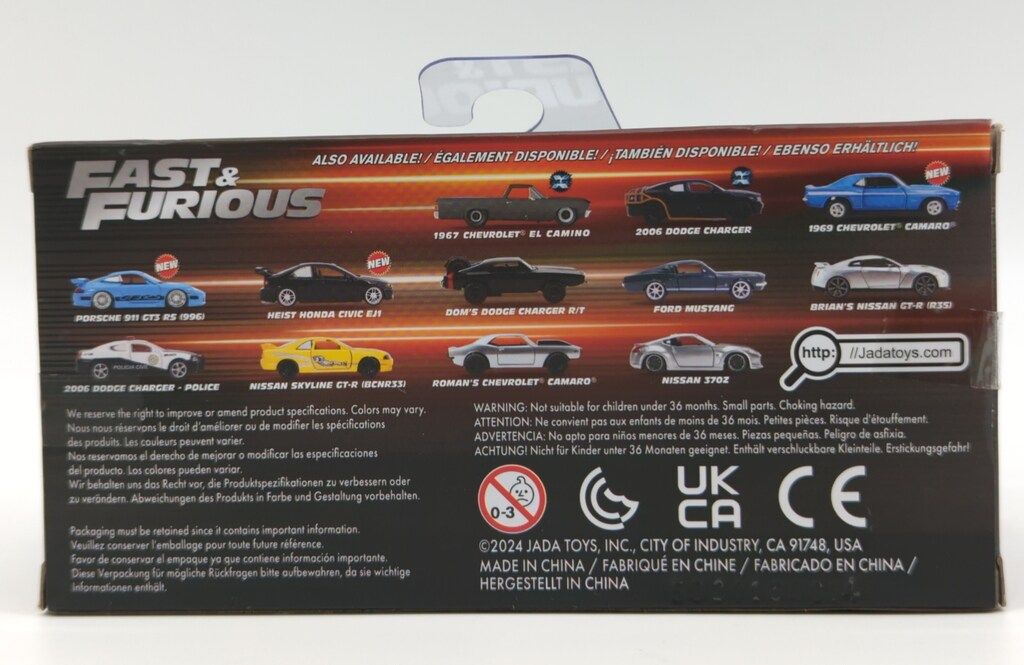 FAST &
FURIOUS
ALSO AVAILABLE! / ÉGALEMENT DISPONIBLE! / ¡TAMBIÉN DISPONIBLE! / EBENSO ERHÄLTLICH!
1967 CHEVROLET® EL CAMINO
2006 DODGE CHARGER
NEW
1969 CHEVROLET CAMARO®
NEW
PORSCHE 911 GT3 RS (996)
NEW
HEIST HONDA CIVIC EJ1
DOM'S DODGE CHARGER R/T
FORD MUSTANG
BRIAN'S NISSAN GT-R (R35)
POLICIA CIVIL
2006 DODGE CHARGER - POLICE
NISSAN SKYLINE GT-R (BCNR33)
ROMAN'S CHEVROLET® CAMARO®
NISSAN 370Z
http: //Jadatoys.com
We reserve the right to improve or amend product specifications. Colors may vary.
Nous nous réservons le droit d'améliorer ou de modifier les spécifications
des produits. Les couleurs peuvent varier.
Nos reservamos el derecho de mejorar o modificar las especificaciones
del producto. Los colores pueden variar.
Wir behalten uns das Recht vor, die Produktspezifikationen zu verbessern oder
zu verändern. Abweichungen des Produkts in Farbe und Gestaltung vorbehalten.
Packaging must be retained since it contains important information.
Veuillez conserver l'emballage pour toute future référence.
Favor de conservar el empaque ya que contiene información importante.
Diese Verpackung für mögliche Rückfragen bitte aufbewahren, da sie wichtige
Informationen enthält.
WARNING: Not suitable for children under 36 months. Small parts. Choking hazard.
ATTENTION: Ne convient pas aux enfants de moins de 36 mois. Petites pièces. Risque d'étouffement.
ADVERTENCIA: No apto para niños menores de 36 meses. Piezas pequeñas. Peligro de asfixia.
ACHTUNG! Nicht für Kinder unter 36 Monaten geeignet. Enthält verschluckbare Kleinteile. Erstickungsgefahr!
0-3
UK
CA
CE
©2024 JADA TOYS, INC., CITY OF INDUSTRY, CA 91748, USA
MADE IN CHINA / FABRIQUÉ EN CHINE / FABRICADO EN CHINA /
HERGESTELLT IN CHINA